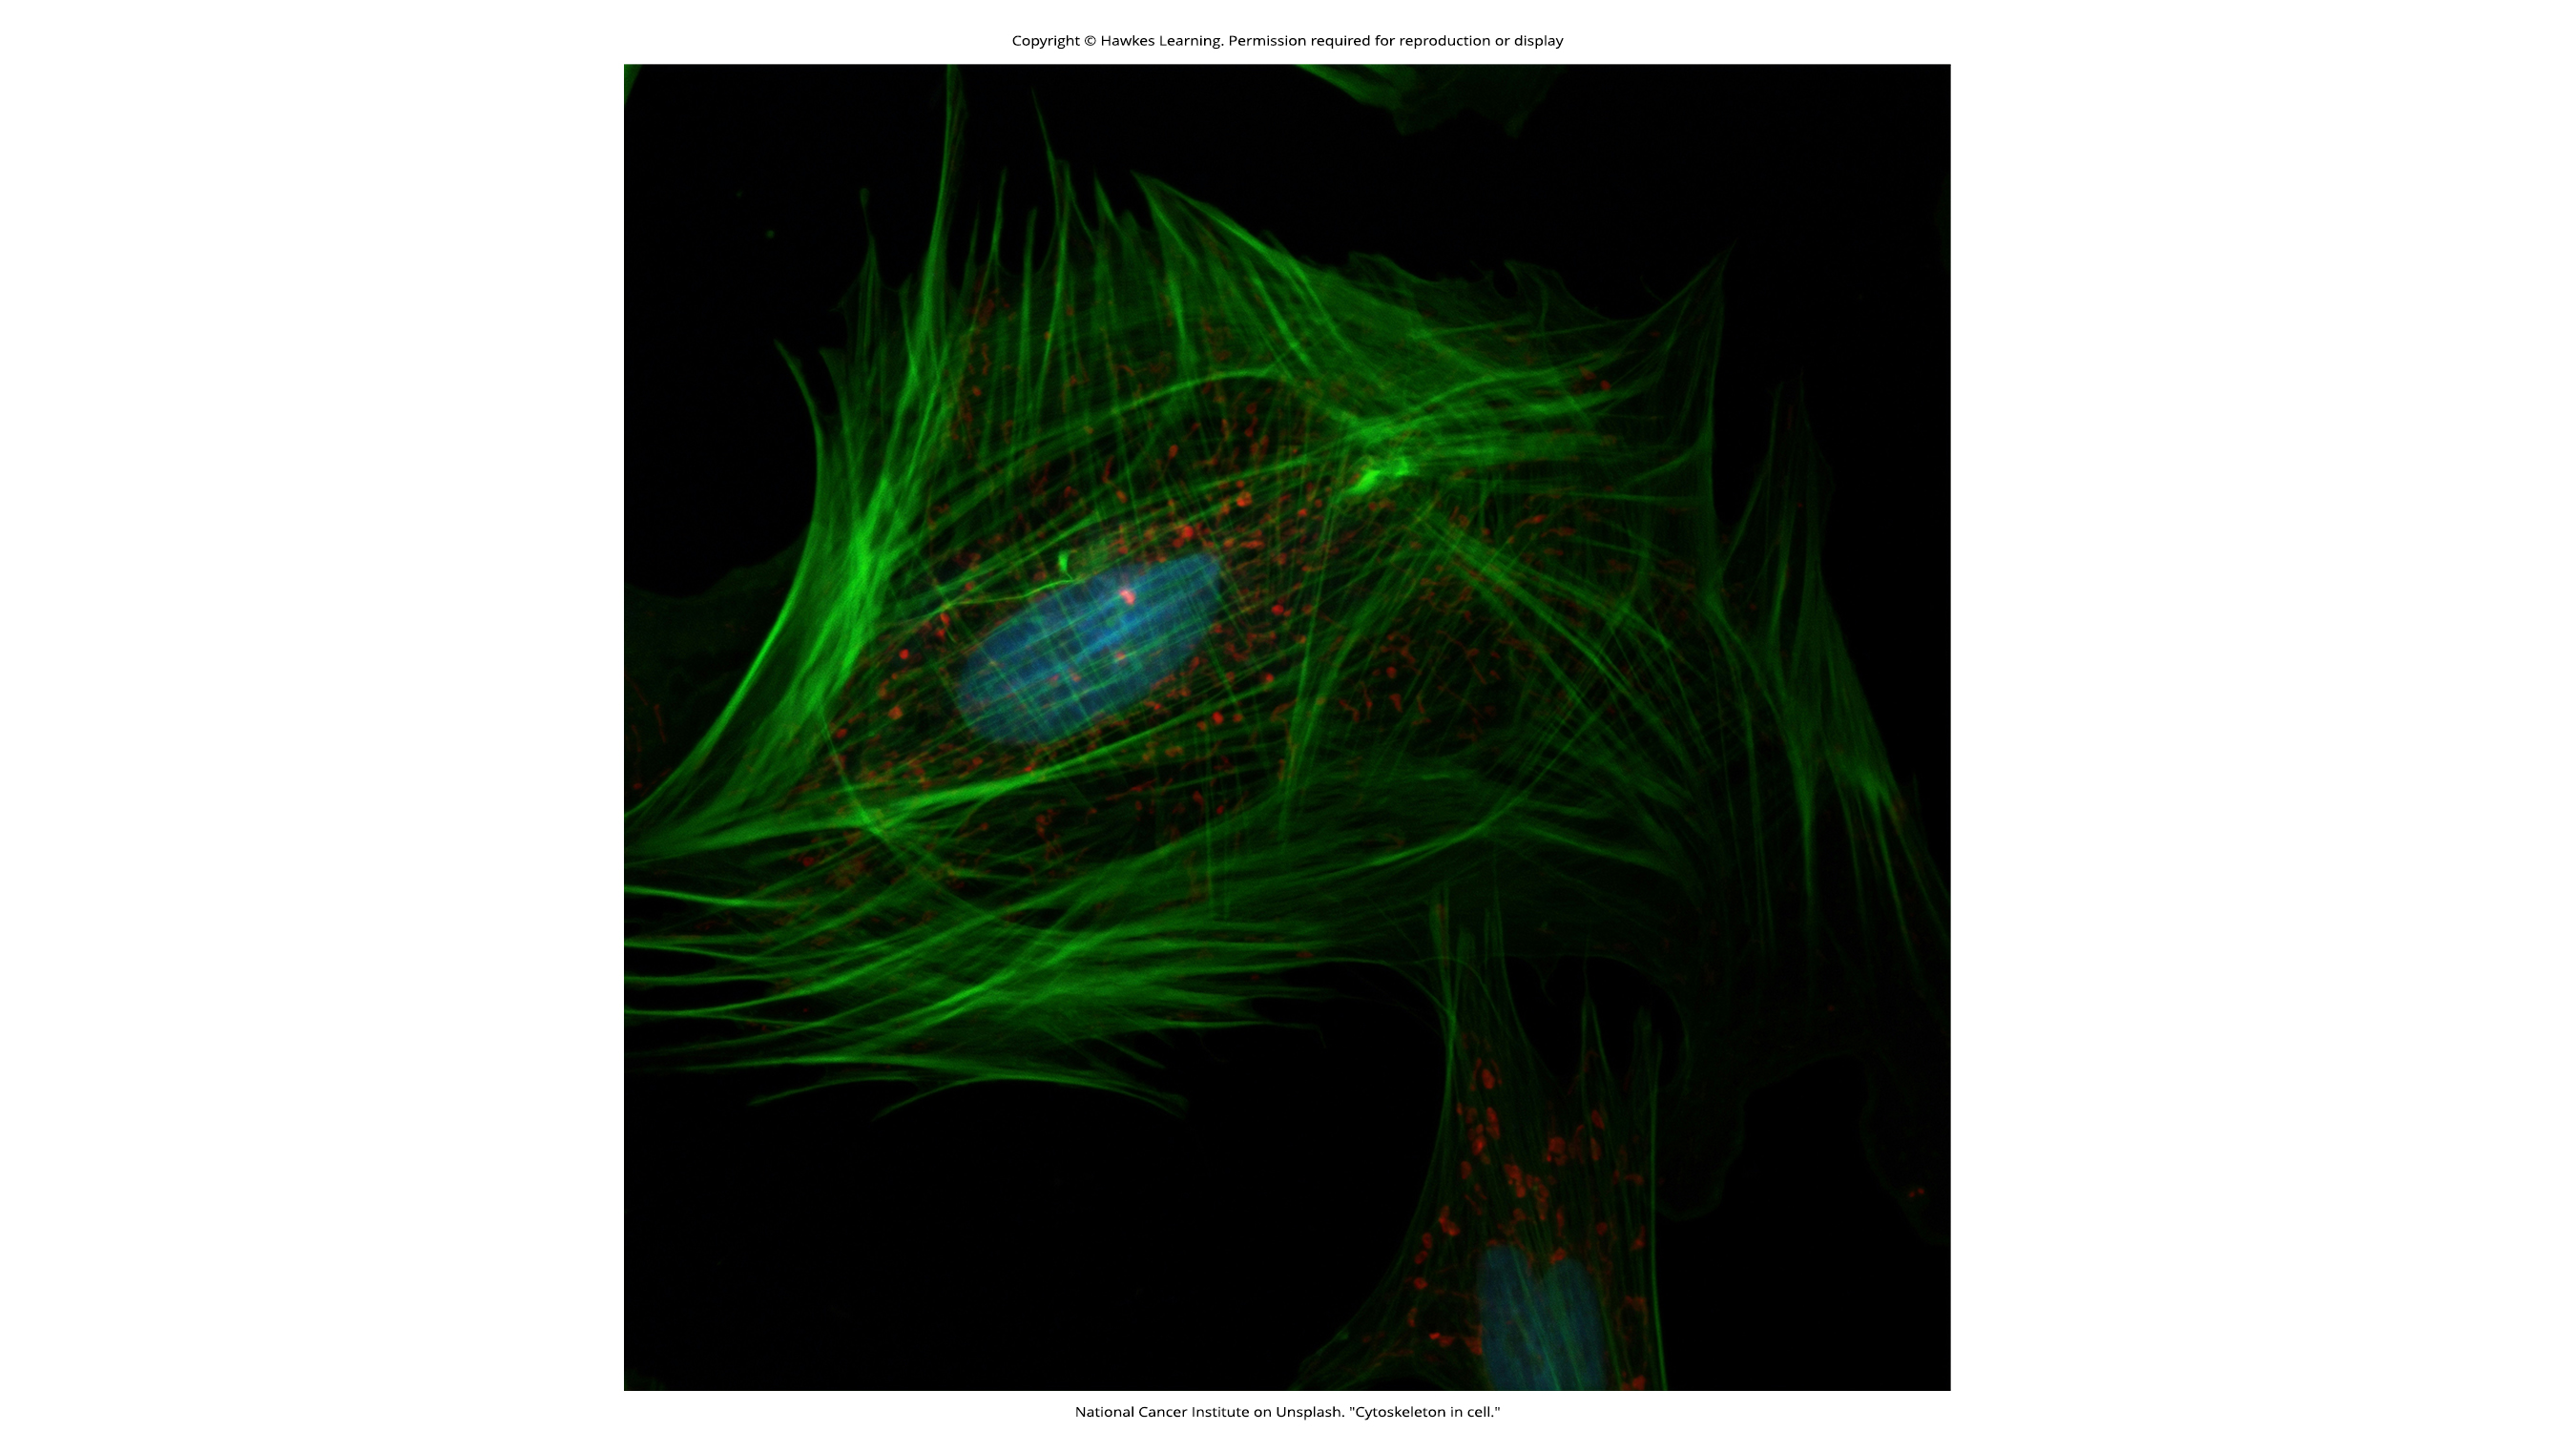 Copyright © Hawkes Learning. Permission required for reproduction or display
National Cancer Institute on Unsplash. "Cytoskeleton in cell."